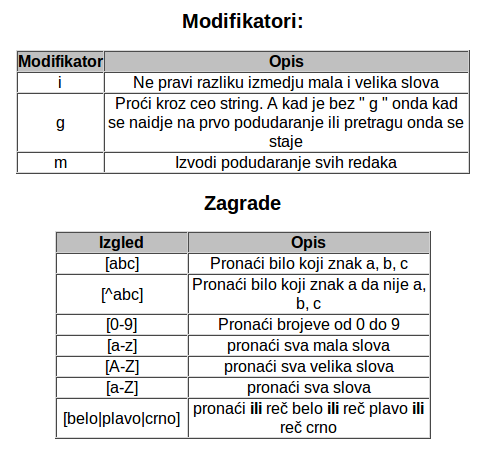 Modifikatori:
Modifikator Opis
i Ne pravi razliku izmedju mala i velika slova
g Proći kroz ceo string. A kad je bez " g " onda kad
se naidje na prvo podudaranje ili pretragu onda se
staje
m Izvodi podudaranje svih redaka
Zagrade
Izgled Opis
[abc] Pronaći bilo koji znak a, b, c
[^abc] Pronaći bilo koji znak a da nije a,
b, c
[0-9] Pronaći brojeve od 0 do 9
[a-z] pronaći sva mala slova
[A-Z] pronaći sva velika slova
[a-Z] pronaći sva slova
[belo|plavo|crno] pronaći ili reč belo ili reč plavo ili
reč crno